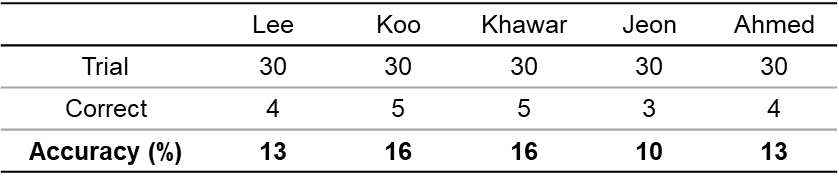 Lee Koo Khawar Jeon Ahmed
Trial 30 30 30 30 30
Correct 4 5 5 3 4
Accuracy (%) 13 16 16 10 13